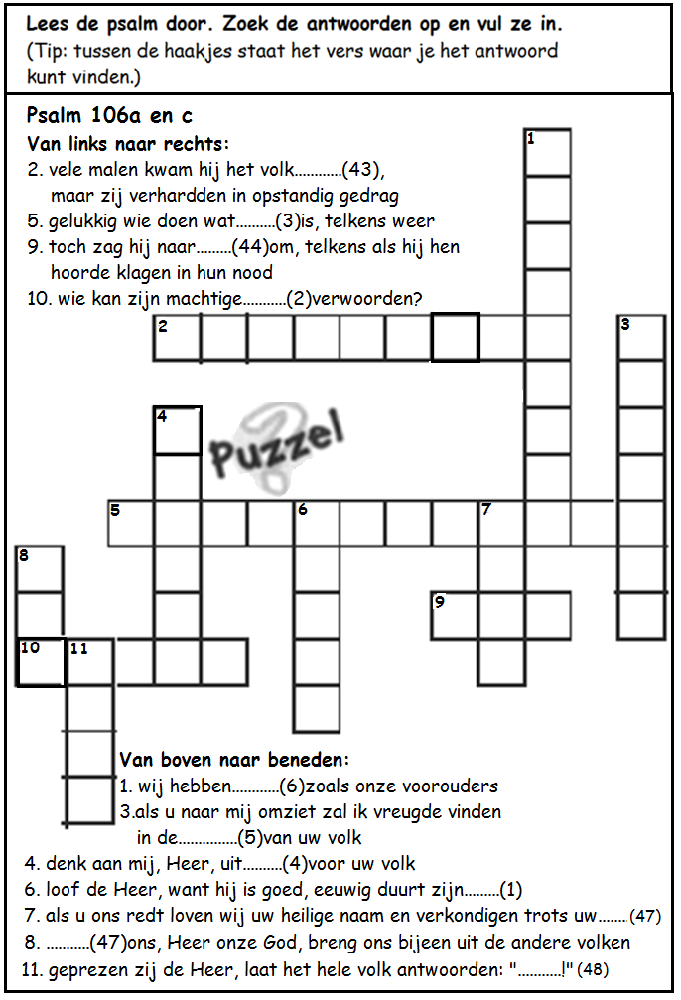 Lees de psalm door. Zoek de antwoorden op en vul ze in.
(Tip: tussen de haakjes staat het vers waar je het antwoord
kunt vinden.)
Psalm 106a en c
Van links naar rechts:
2. vele malen kwam hij het volk...........(43),
maar zij verhardden in opstandig gedrag
5. gelukkig wie doen wat..........(3)is, telkens weer
9. toch zag hij naar.........(44)om, telkens als hij hen
hoorde klagen in hun nood
10. wie kan zijn machtige...........(2)verwoorden?
1
2
3
4
Puzzel
5
6
7
8
9
10
11
Van boven naar beneden:
1. wij hebben............(6)zoals onze voorouders
3.als u naar mij omziet zal ik vreugde vinden
in de...............(5)van uw volk
4. denk aan mij, Heer, uit..........(4)voor uw volk
6. loof de Heer, want hij is goed, eeuwig duurt zijn.........(1)
7. als u ons redt loven wij uw heilige naam en verkondigen trots uw........(47)
8. ...........(47)ons, Heer onze God, breng ons bijeen uit de andere volken
11. geprezen zij de Heer, laat het hele volk antwoorden: "...........!" (48)